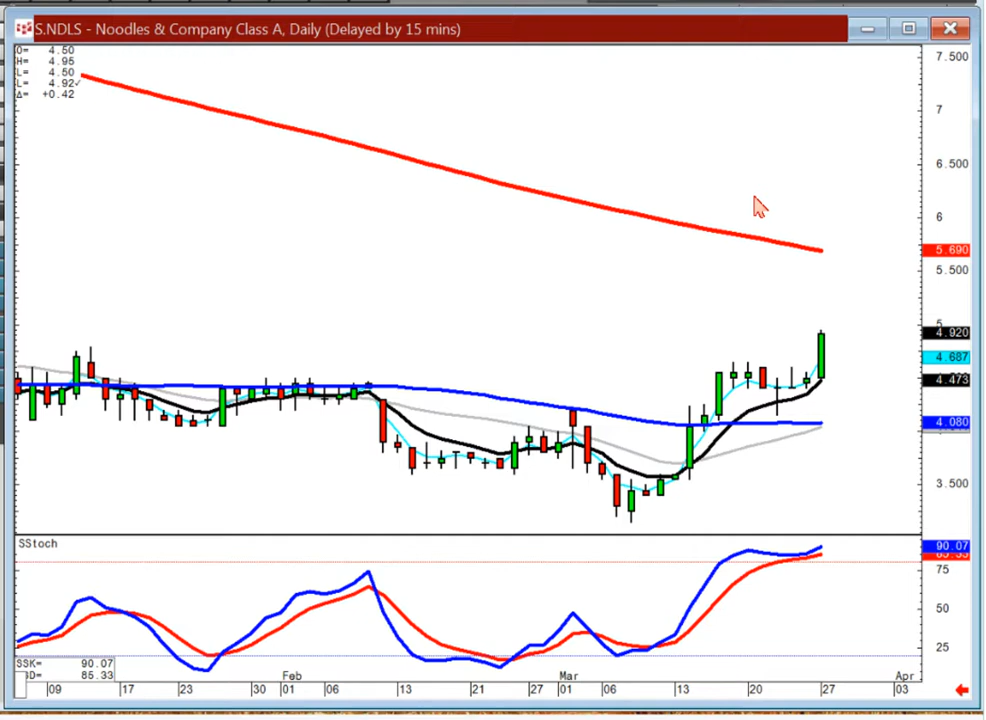 S.NDLS - Noodles & Company Class A, Daily (Delayed by 15 mins)
O= 4.50
H= 4.95
L= 4.50
L= 4.92
Δ= +0.42
7.500
7
6.500
6
5.690
5.500
5
4.920
4.687
4.473
4.080
3.500
SStoch
90.07
75
50
25
SSK= 90.07
SD= 85.33
Feb
Mar
Apr
09
17
23
30
01
06
13
21
27
01
06
13
20
27
03